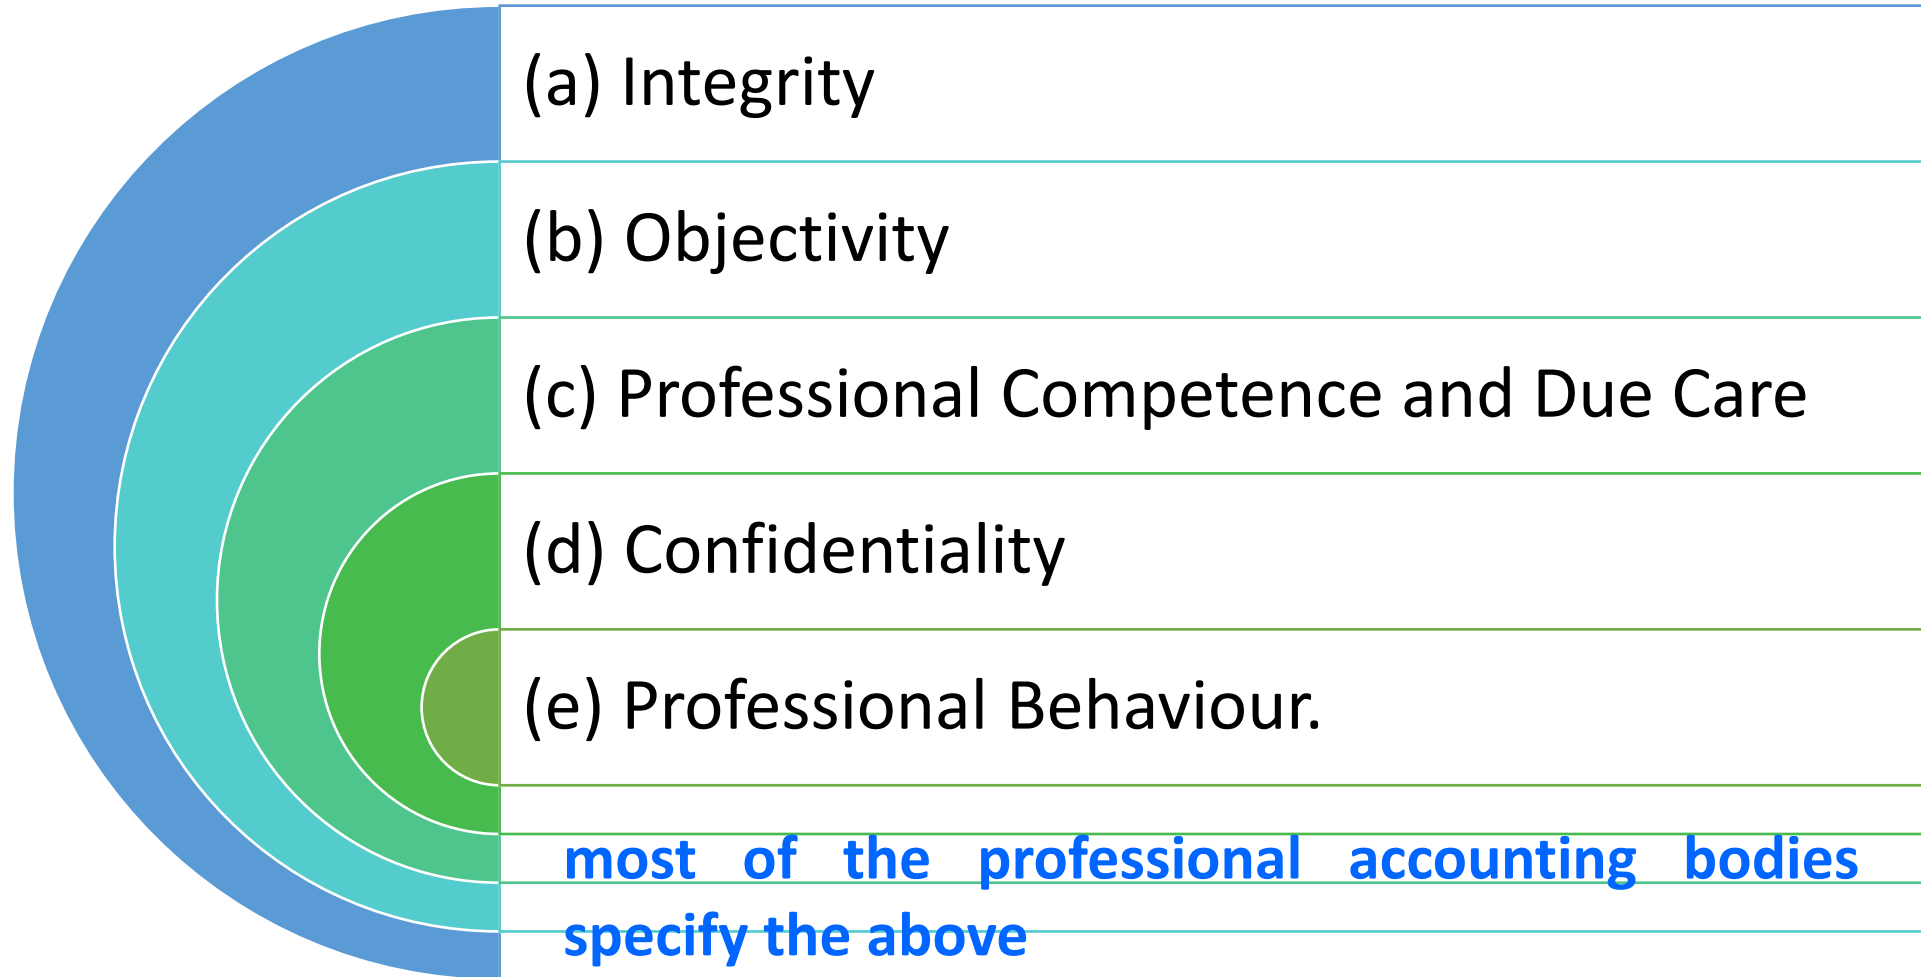 (a) Integrity
(b) Objectivity
(c) Professional Competence and Due Care
(d) Confidentiality
(e) Professional Behaviour.
most of the professional accounting bodies
specify the above